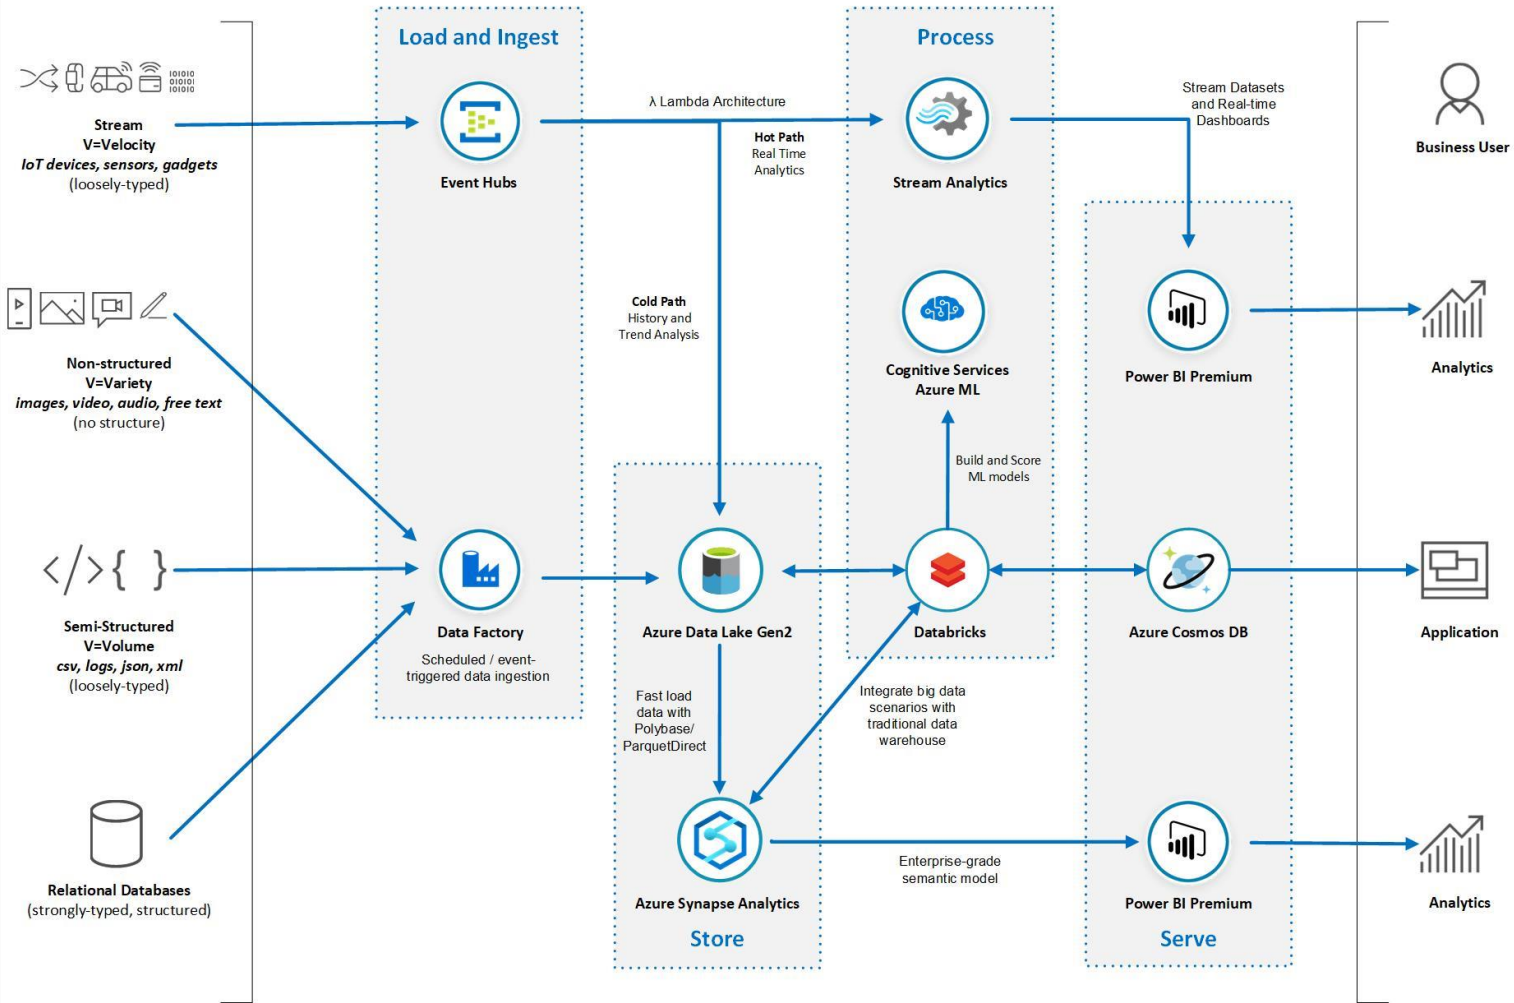 Load and Ingest
Process
λ Lambda Architecture
Stream Datasets
and Real-time
Dashboards
10101
01010
10101
Stream
V=Velocity
IoT devices, sensors, gadgets
(loosely-typed)
Event Hubs
Hot Path
Real Time
Analytics
Stream Analytics
Business User
Cold Path
History and
Trend Analysis
Non-structured
V=Variety
images, video, audio, free text
(no structure)
Cognitive Services
Azure ML
Power BI Premium
Analytics
Build and Score
ML models
</>{ }
Semi-Structured
V=Volume
csv, logs, json, xml
(loosely-typed)
Data Factory
Scheduled / event-
triggered data ingestion
Azure Data Lake Gen2
Databricks
Azure Cosmos DB
Application
Fast load
data with
Polybase/
ParquetDirect
Integrate big data
scenarios with
traditional data
warehouse
Relational Databases
(strongly-typed, structured)
Azure Synapse Analytics
Enterprise-grade
semantic model
Power BI Premium
Analytics
Store
Serve